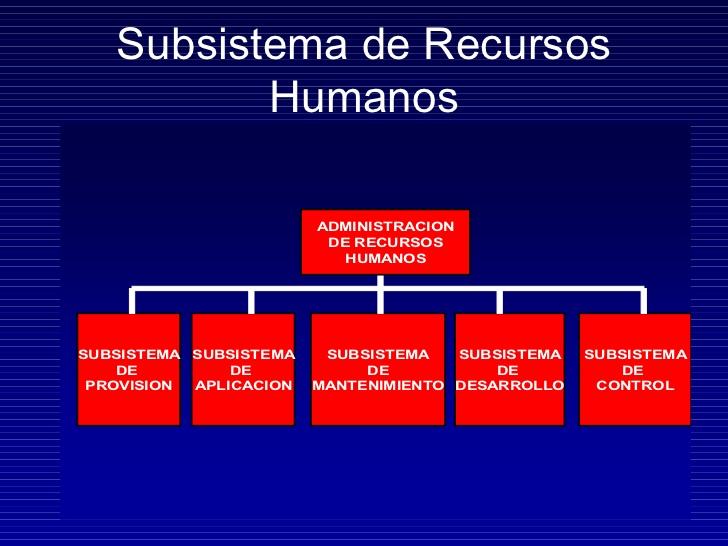 Subsistema de Recursos
Humanos
ADMINISTRACION
DE RECURSOS
HUMANOS
SUBSISTEMA
DE
PROVISION
SUBSISTEMA
DE
APLICACION
SUBSISTEMA
DE
MANTENIMIENTO
SUBSISTEMA
DE
DESARROLLO
SUBSISTEMA
DE
CONTROL